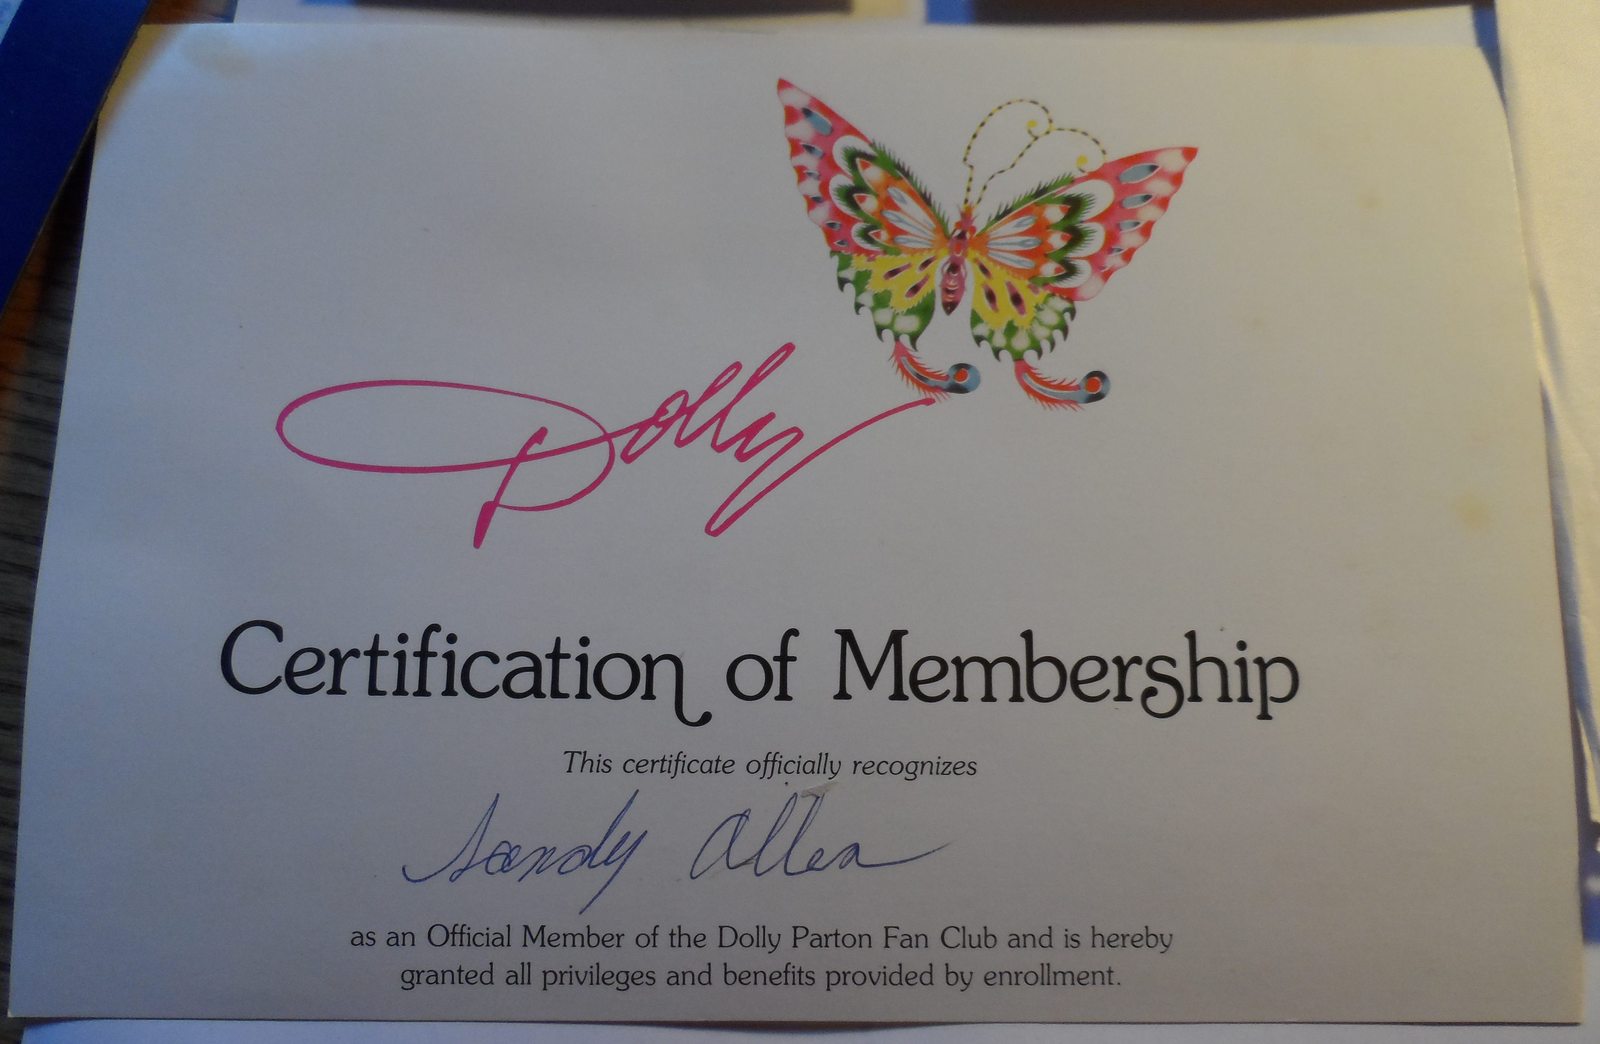 Dolly
Certification of Membership
This certificate officially recognizes
Sandy Allen
as an Official Member of the Dolly Parton Fan Club and is hereby
granted all privileges and benefits provided by enrollment.